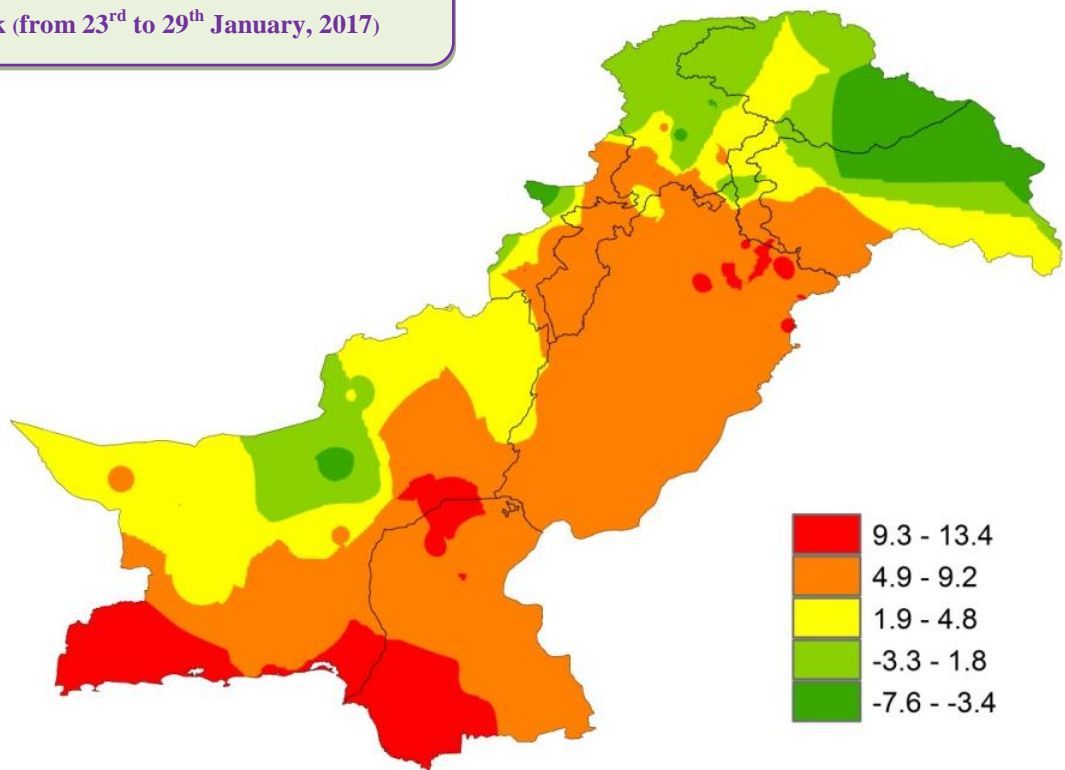 (from 23rd to 29th January, 2017)
9.3 - 13.4
4.9 - 9.2
1.9 - 4.8
-3.3 - 1.8
-7.6 - -3.4